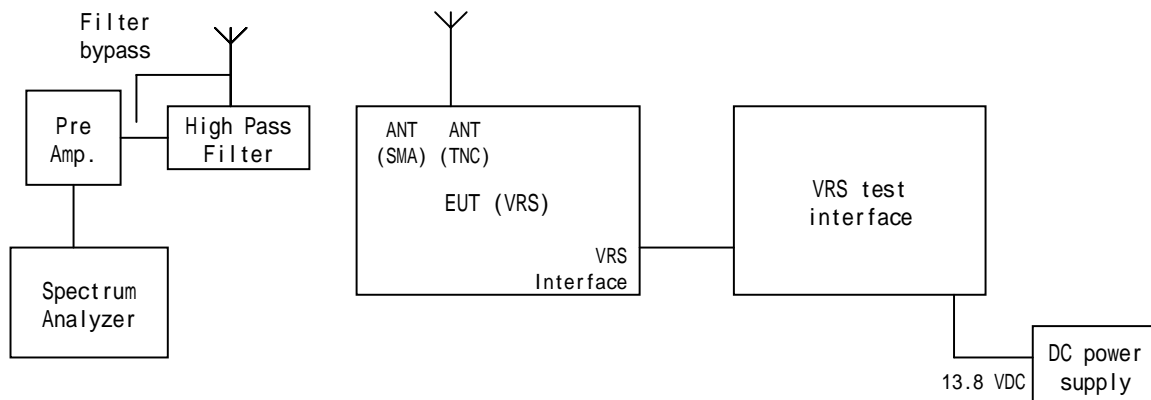 Filter
bypass
Pre
Amp.
High Pass
Filter
Spectrum
Analyzer
ANT ANT
(SMA) (TNC)
EUT (VRS)
VRS
Interface
VRS test
interface
13.8 VDC
DC power
supply